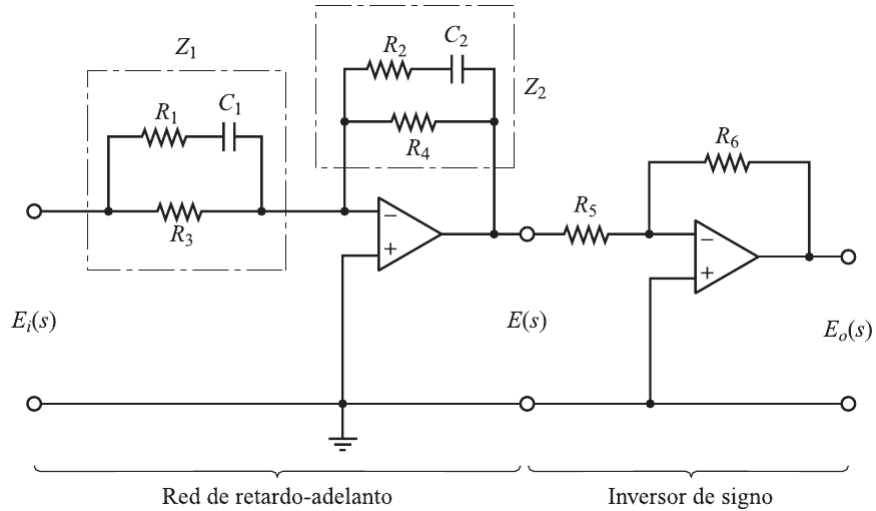 Z1
R1
C1
R3
R2
C2
Z2
R4
R5
R6
−
+
−
+
Ei(s)
E(s)
Eo(s)
Red de retardo-adelanto
Inversor de signo